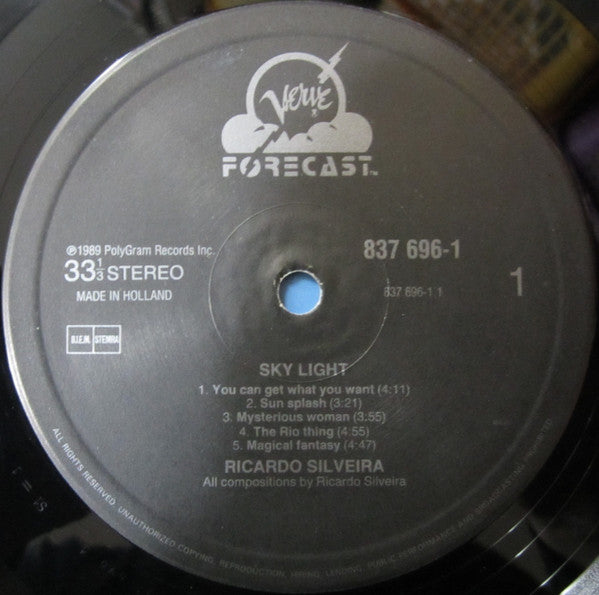 Verve
FORECAST™
℗1989 PolyGram Records Inc.
33⅓ STEREO
MADE IN HOLLAND
B.I.E.M. STEMRA
837 696-1
837 696-1 1
1
SKY LIGHT
1. You can get what you want (4:11)
2. Sun splash (3:21)
3. Mysterious woman (3:55)
4. The Rio thing (4:55)
5. Magical fantasy (4:47)
RICARDO SILVEIRA
All compositions by Ricardo Silveira
ALL RIGHTS RESERVED. UNAUTHORIZED COPYING, REPRODUCTION, HIRING, LENDING, PUBLIC PERFORMANCE AND BROADCASTING PROHIBITED.